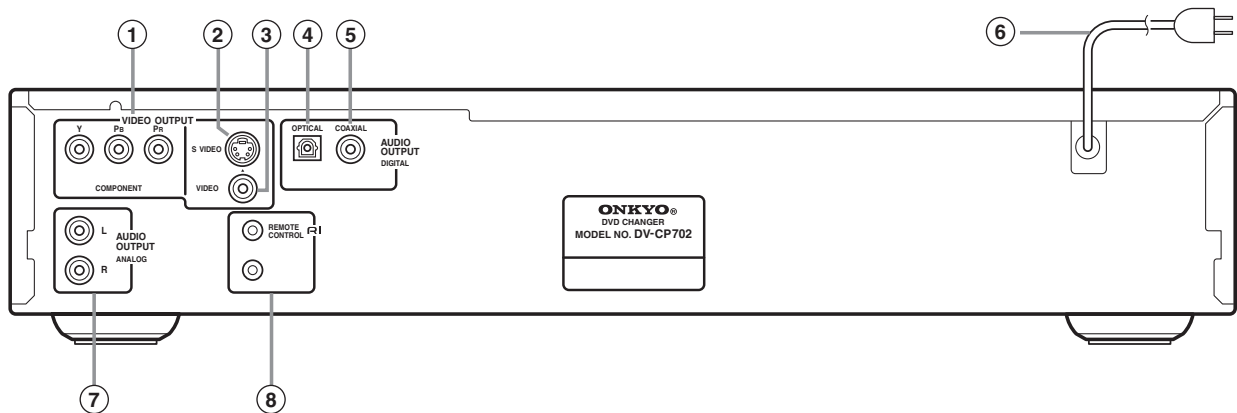 1
2
3
4
5
6
VIDEO OUTPUT
Y
PB
PR
S VIDEO
VIDEO
COMPONENT
OPTICAL
COAXIAL
AUDIO
OUTPUT
DIGITAL
L
R
AUDIO
OUTPUT
ANALOG
REMOTE
CONTROL
RI
ONKYO®
DVD CHANGER
MODEL NO. DV-CP702
7
8